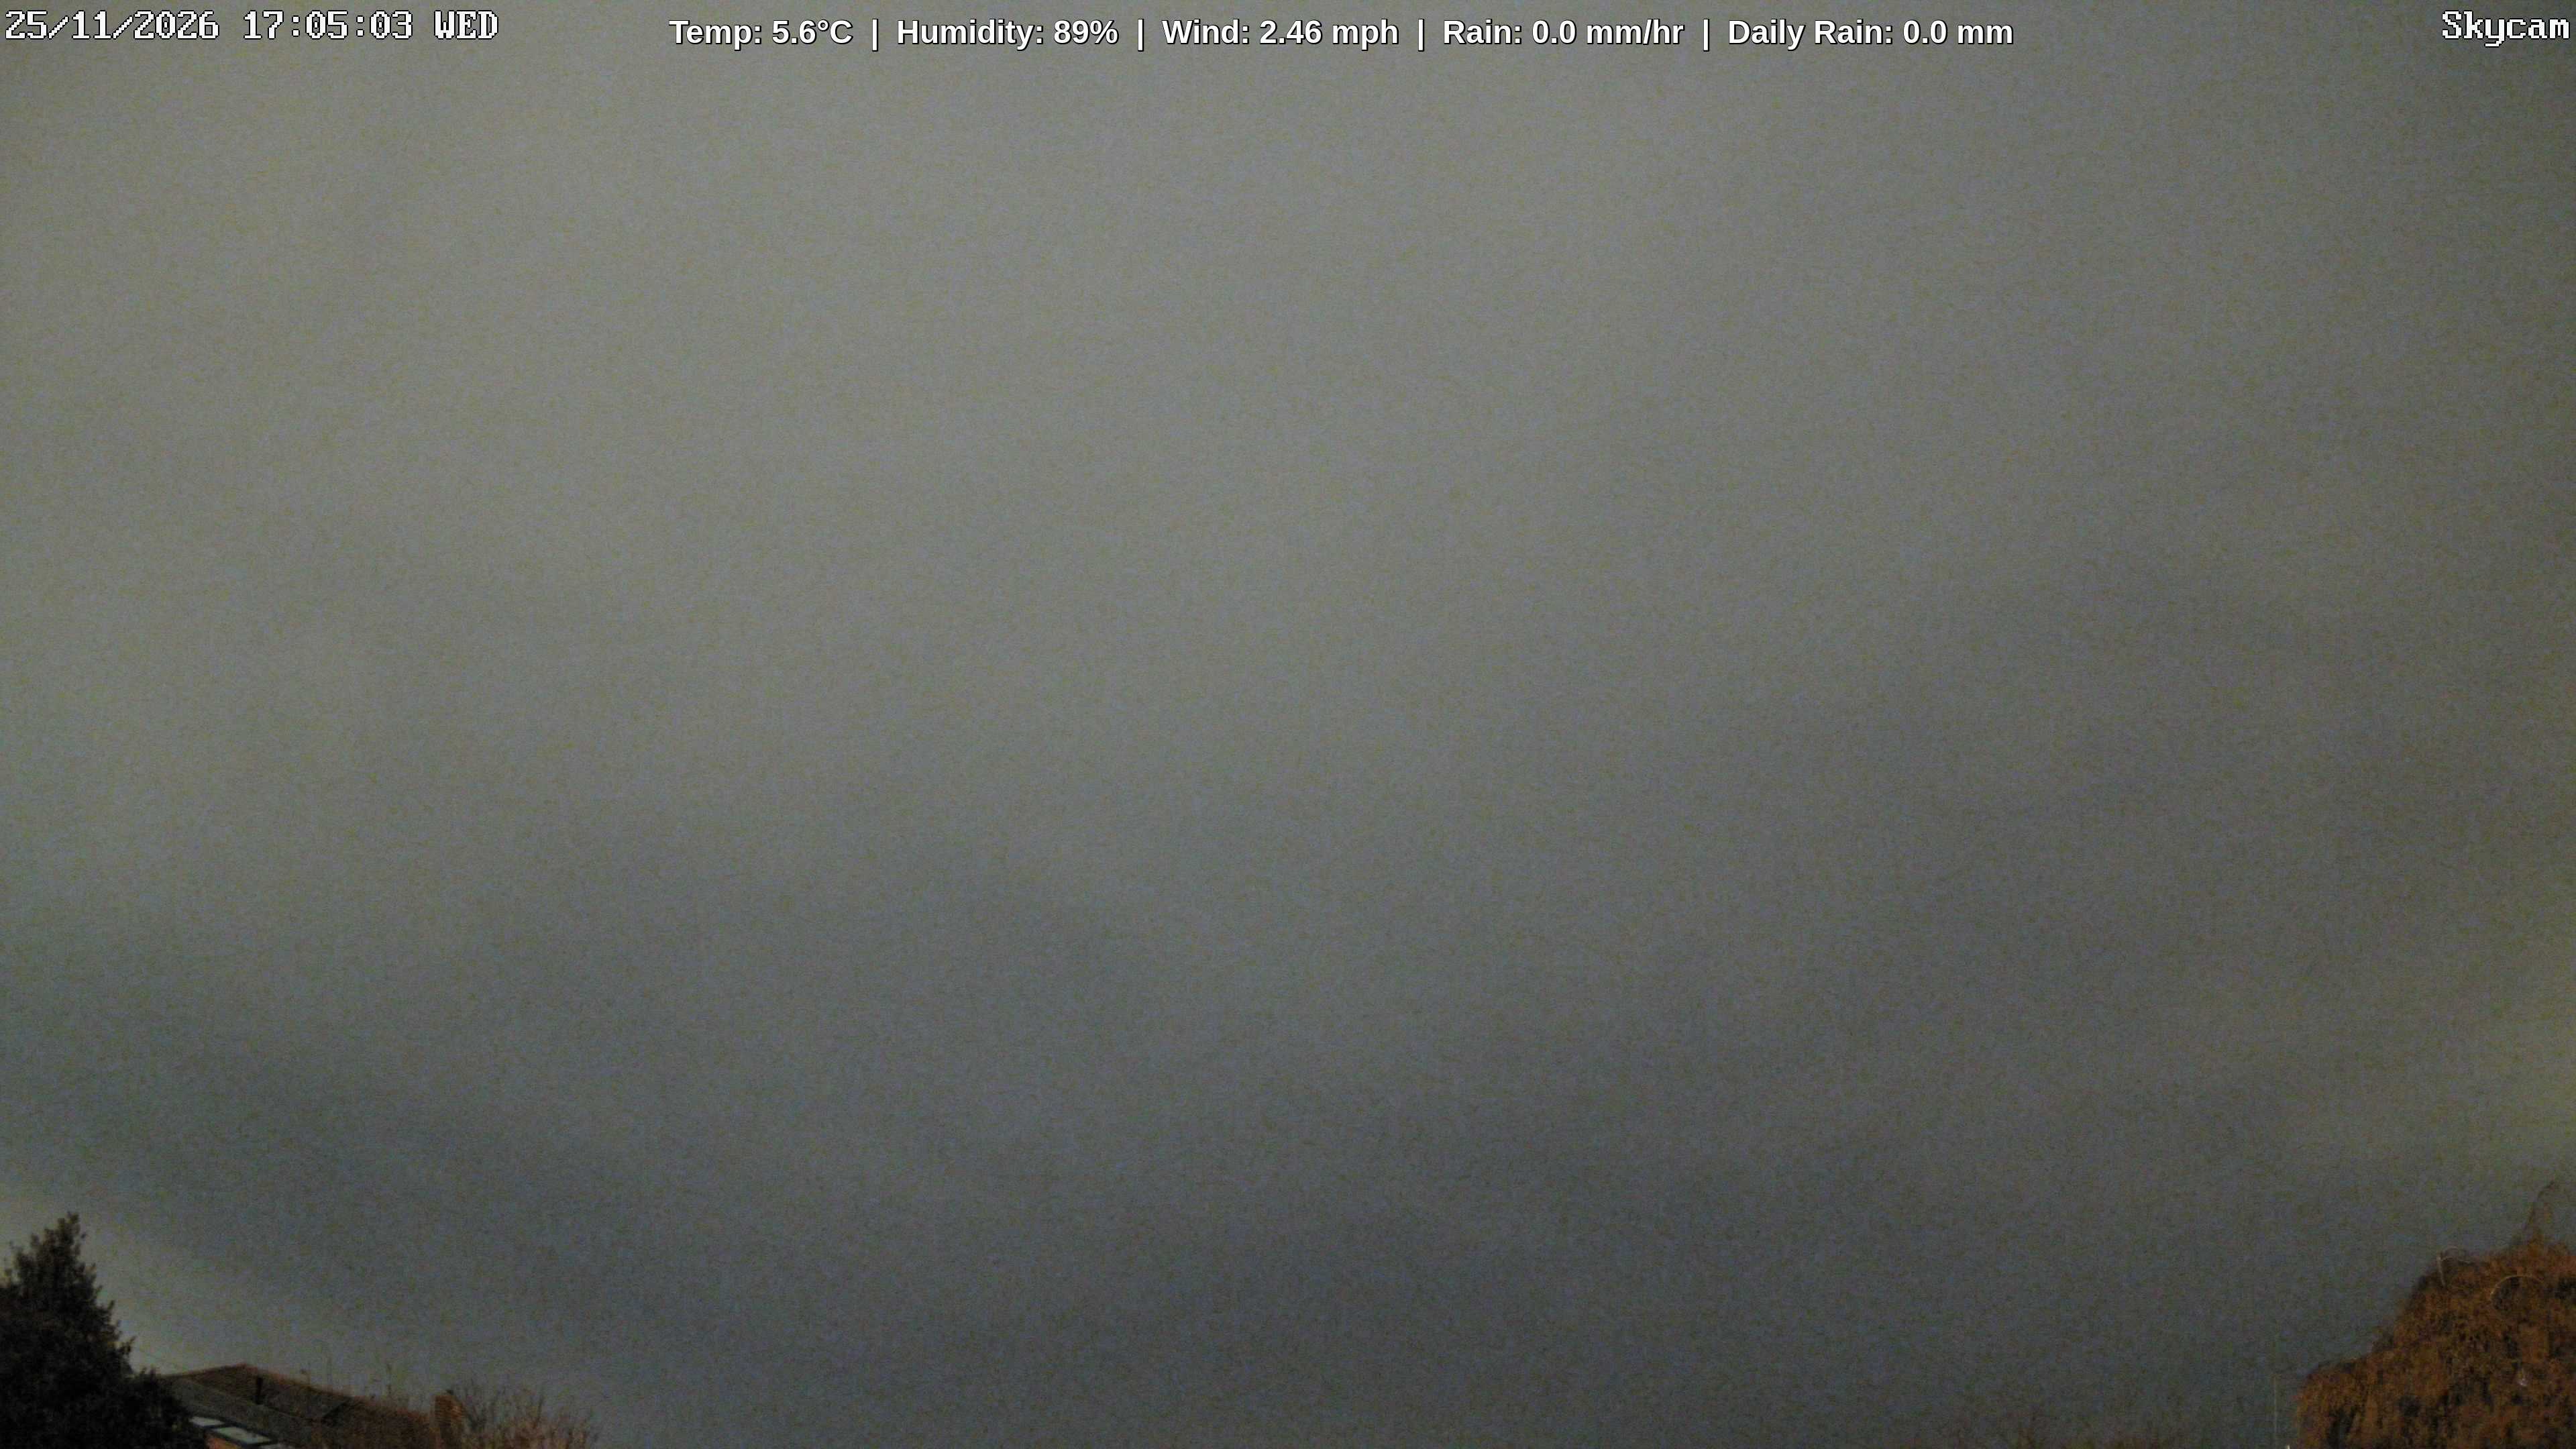 25/11/2026 17:05:03 WED
Temp: 5.6°C | Humidity: 89% | Wind: 2.46 mph | Rain: 0.0 mm/hr | Daily Rain: 0.0 mm
Skycam